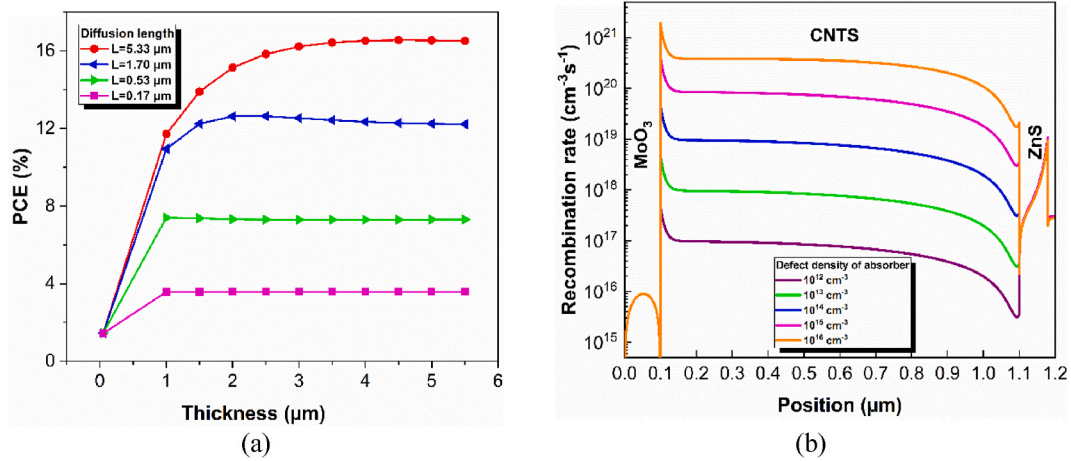 (a)
Diffusion length
L=5.33 µm
L=1.70 µm
L=0.53 µm
L=0.17 µm
PCE (%)
16
12
8
4
0
0
1
2
3
4
5
6
Thickness (µm)
(a)
(b)
Recombination rate (cm⁻³s⁻¹)
10²¹
10²⁰
10¹⁹
10¹⁸
10¹⁷
10¹⁶
10¹⁵
MoO₃
CNTS
ZnS
Defect density of absorber
10¹² cm⁻³
10¹³ cm⁻³
10¹⁴ cm⁻³
10¹⁵ cm⁻³
10¹⁶ cm⁻³
0.0
0.1
0.2
0.3
0.4
0.5
0.6
0.7
0.8
0.9
1.0
1.1
1.2
Position (µm)
(b)